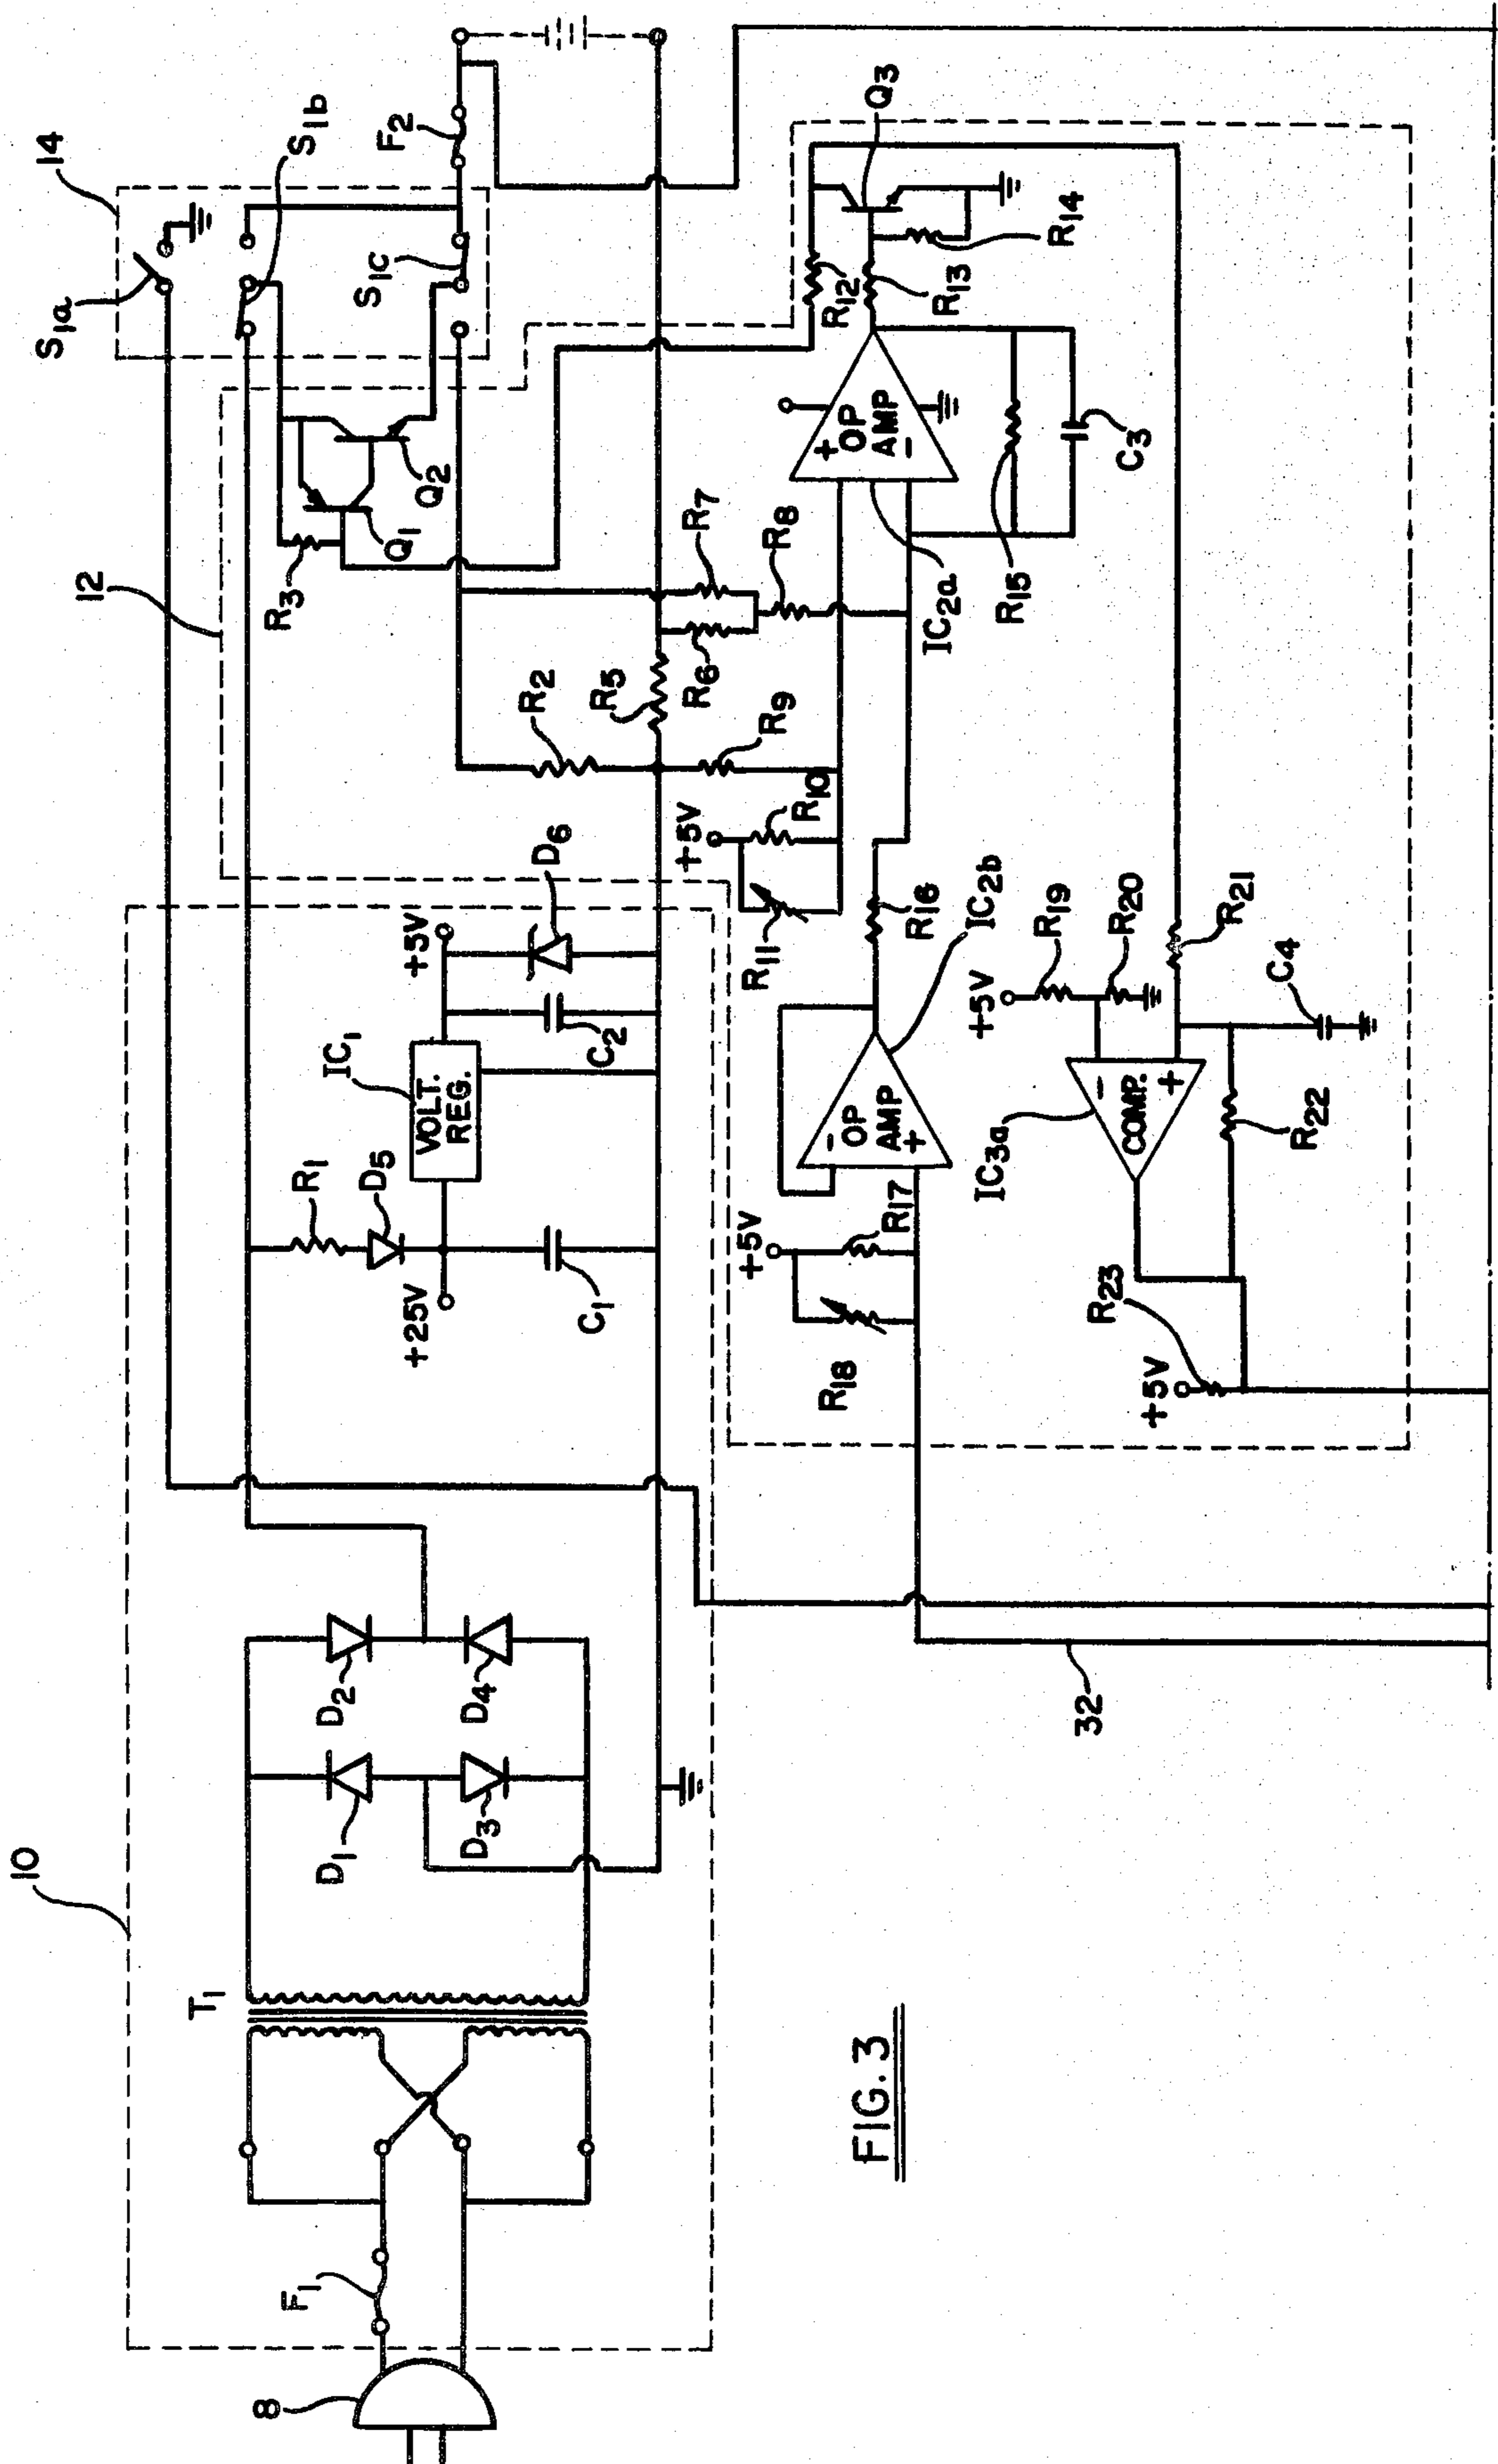 10
12
14
S1a
S1b
S1c
F2
T1
F1
8
D1
D2
D3
D4
R1
D5
+25V
C1
IC1
VOLT. REG.
+5V
C2
D6
R3
Q1
Q2
R2
R5
R6
R7
R8
R9
+5V
R10
R11
+
OP AMP
-
IC2a
R12
R13
R14
Q3
R15
C3
R16
IC2b
-
OP AMP
+
+5V
R17
R18
+5V
R19
R20
R21
C4
IC3a
-
COMP.
+
R22
R23
+5V
32
FIG. 3